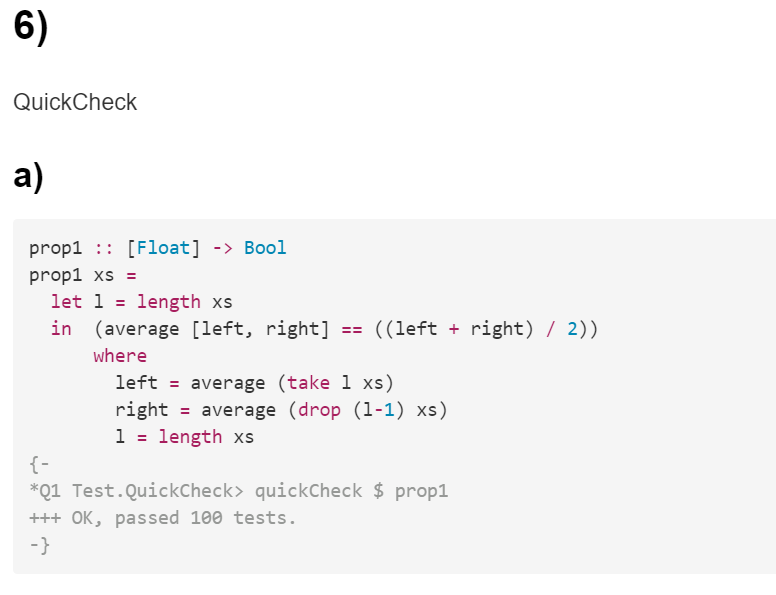 6)
QuickCheck
a)
prop1 :: [Float] -> Bool
prop1 xs =
  let l = length xs
  in  (average [left, right] == ((left + right) / 2))
      where
        left = average (take l xs)
        right = average (drop (l-1) xs)
        l = length xs
{-
*Q1 Test.QuickCheck> quickCheck $ prop1
+++ OK, passed 100 tests.
-}